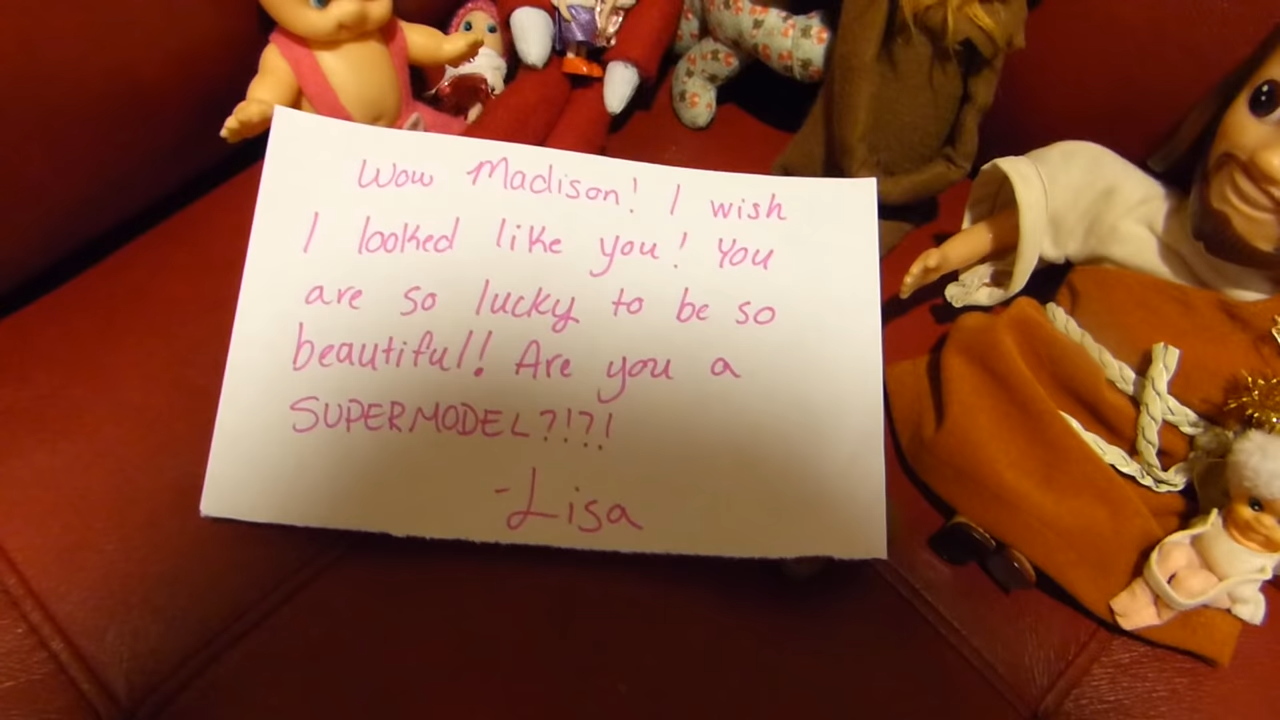 Wow Madison! I wish
I looked like you! You
are so lucky to be so
beautiful! Are you a
SUPERMODEL?!?!
-Lisa